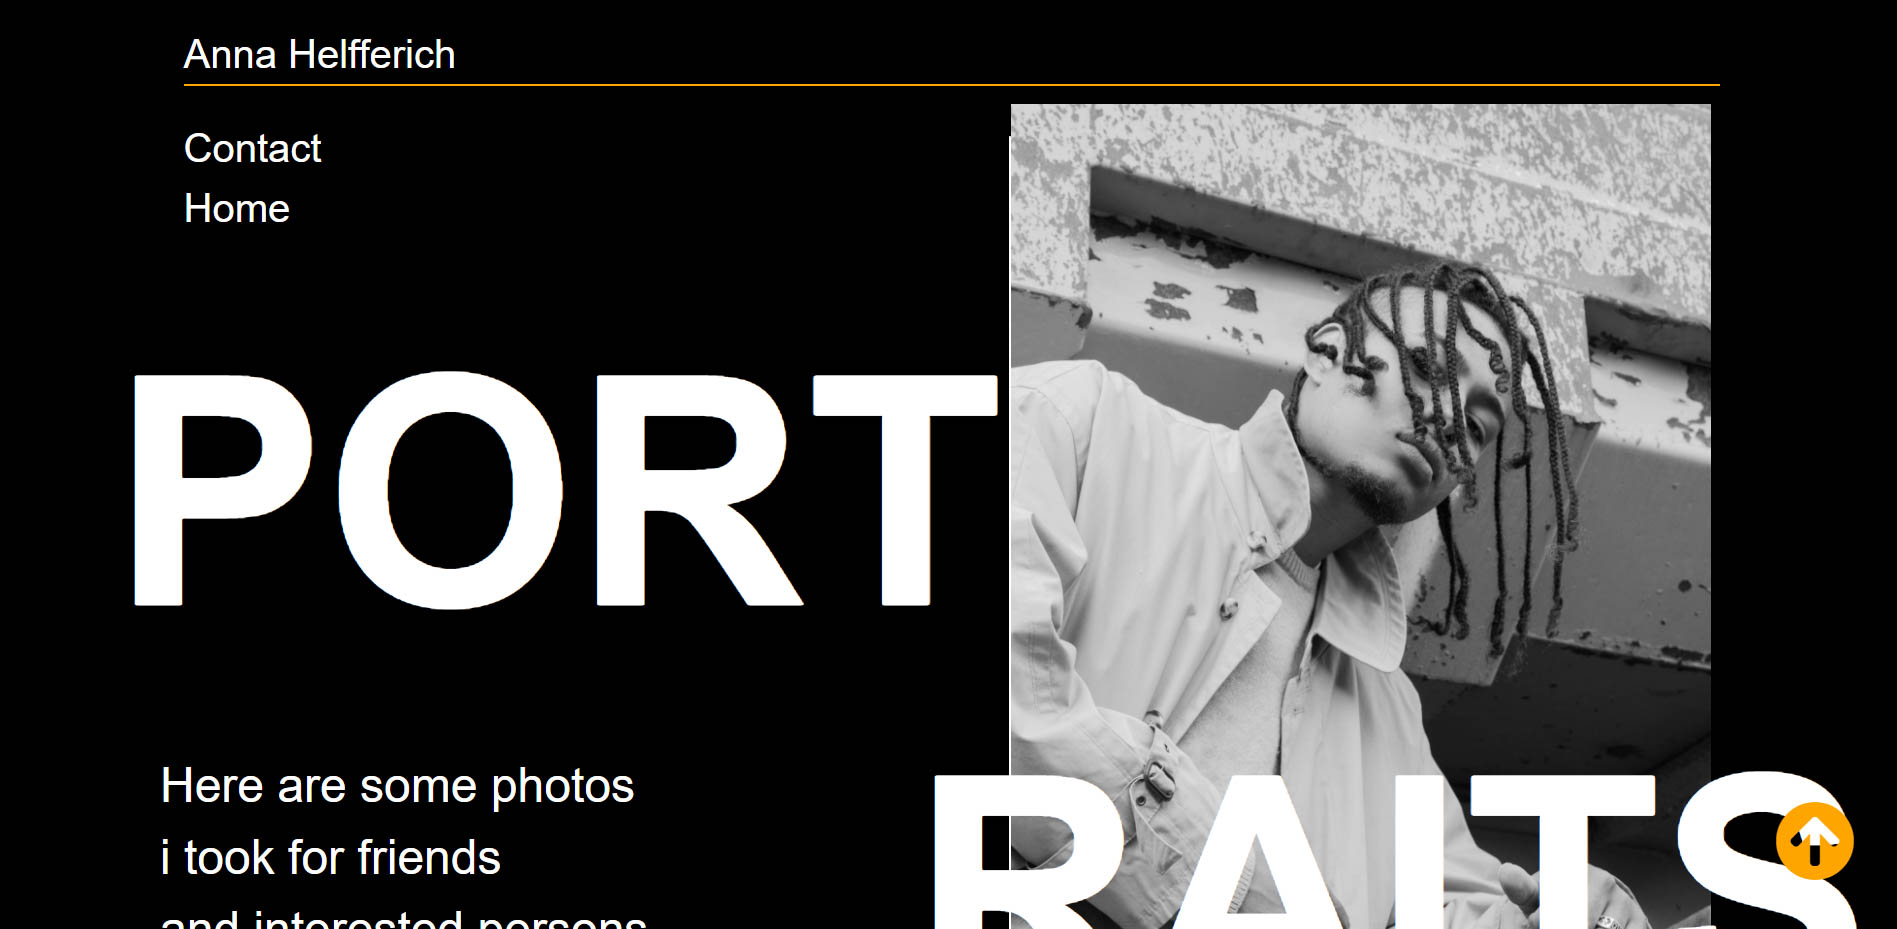 Anna Helfferich
Contact
Home
PORT
Here are some photos
i took for friends
and interested persons
RAITS